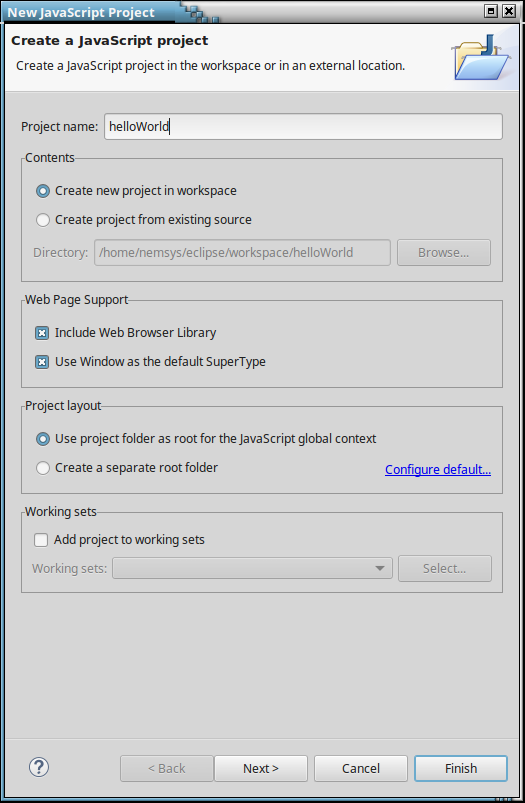 New JavaScript Project
Create a JavaScript project
Create a JavaScript project in the workspace or in an external location.
Project name: helloWorld
Contents
Create new project in workspace
Create project from existing source
Directory: /home/nemsys/eclipse/workspace/helloWorld Browse...
Web Page Support
Include Web Browser Library
Use Window as the default SuperType
Project layout
Use project folder as root for the JavaScript global context
Create a separate root folder Configure default...
Working sets
Add project to working sets
Working sets: Select...
? < Back Next > Cancel Finish